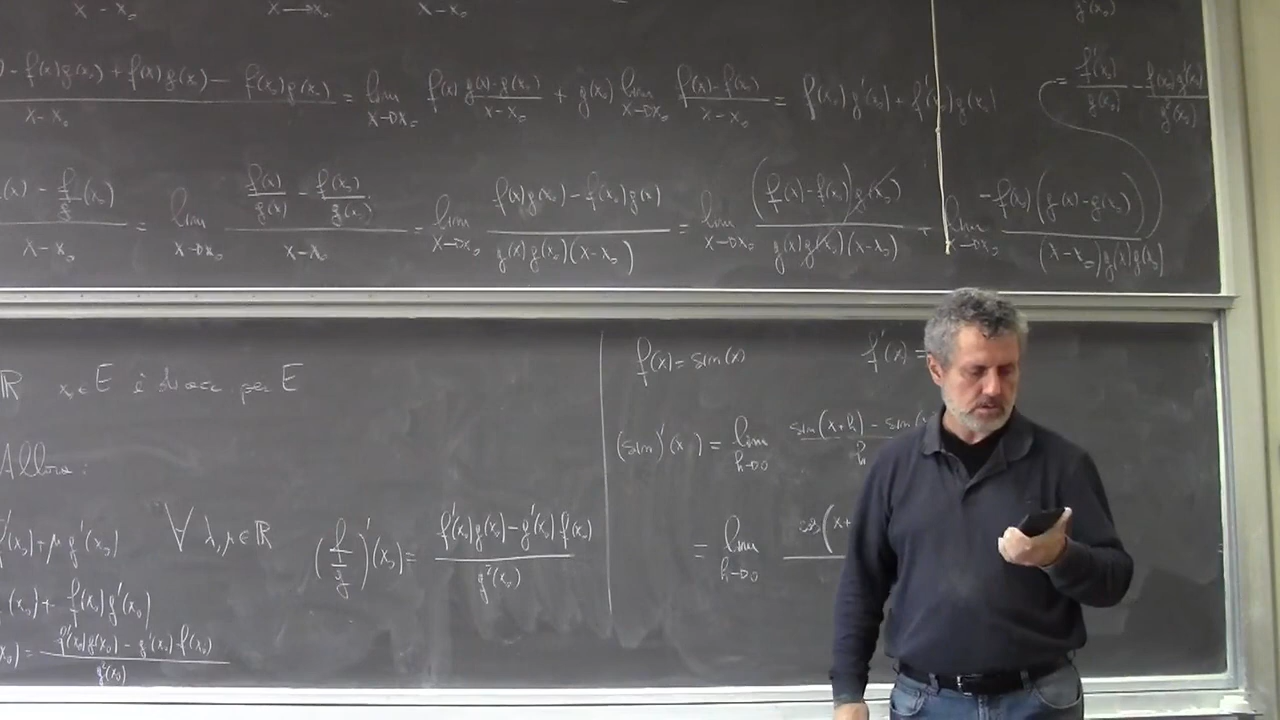 x - x₀   x→x₀   x - x₀   g²(x₀)
- f(x)g(x₀) + f(x)g(x₀) - f(x₀)g(x₀) / x - x₀ = lim x→x₀ f(x) g(x) - g(x₀) / x - x₀ + g(x₀) lim x→x₀ f(x) - f(x₀) / x - x₀ = f(x₀)g'(x₀) + f'(x₀)g(x₀)
= f'(x₀) / g(x₀) - f(x₀)g'(x₀) / g²(x₀)
(x) - f/g (x₀) / x - x₀ = lim x→x₀ f(x)/g(x) - f(x₀)/g(x₀) / x - x₀ = lim x→x₀ f(x)g(x₀) - f(x₀)g(x) / g(x)g(x₀)(x - x₀) = lim x→x₀ (f(x) - f(x₀))g(x₀) / g(x)g(x₀)(x - x₀) + lim x→x₀ -f(x₀)(g(x) - g(x₀)) / (x - x₀)g(x)g(x₀)
ℝ x₀ ∈ E è di acc per E
Allora:
f'(x₀) + μ g'(x₀)   ∀ λ, μ ∈ ℝ   (f/g)'(x₀) = f'(x₀)g(x₀) - g'(x₀)f(x₀) / g²(x₀)
(x₀) + f(x₀)g'(x₀)
x₀) = f'(x₀)g(x₀) - g'(x₀)f(x₀) / g²(x₀)
f(x) = sin(x)   f'(x) =
(sin)'(x) = lim h→0 sin(x+h) - sin(x / h
= lim h→0 cos(x+